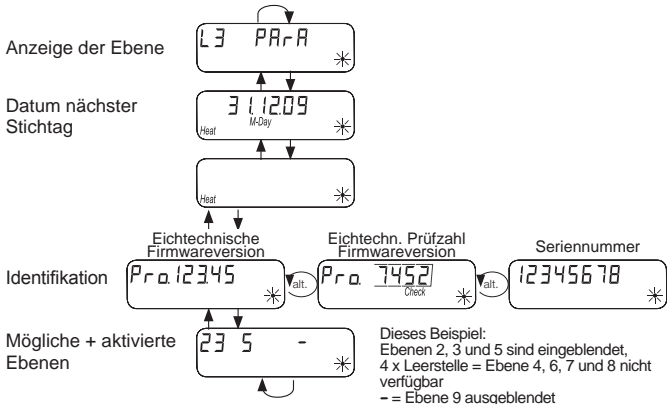 Anzeige der Ebene
L3 PArA
Datum nächster
Stichtag
31.12.09
M-Day
Heat
Heat
Eichtechnische
Firmwareversion
Eichtechn. Prüfzahl
Firmwareversion
Seriennummer
Identifikation
Pro.12345
alt.
Pro. 7452
Check
alt.
12345678
Mögliche + aktivierte
Ebenen
23 5 -
Dieses Beispiel:
Ebenen 2, 3 und 5 sind eingeblendet,
4 x Leerstelle = Ebene 4, 6, 7 und 8 nicht
verfügbar
- = Ebene 9 ausgeblendet